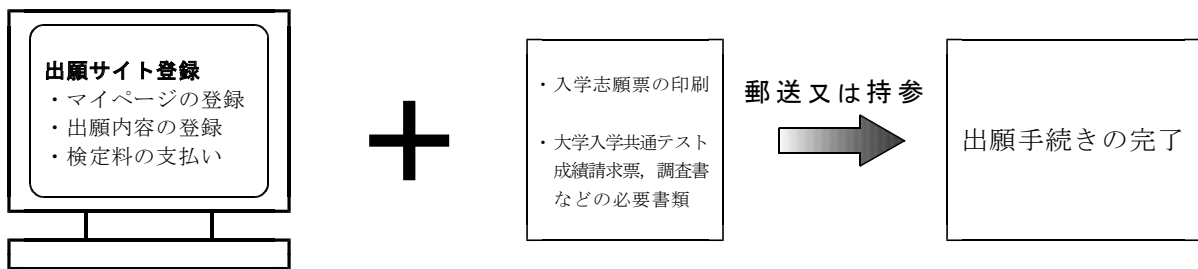 出願サイト登録
・マイページの登録
・出願内容の登録
・検定料の支払い
・入学志願票の印刷
・大学入学共通テスト
成績請求票，調査書
などの必要書類
郵送又は持参
出願手続きの完了